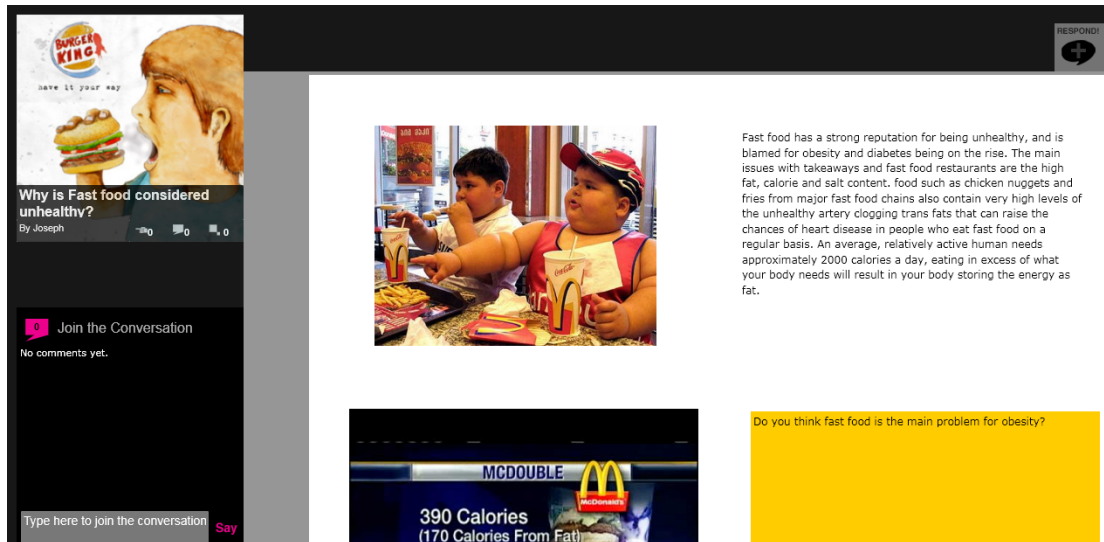 BURGER
KING
have it your way
Why is Fast food considered
unhealthy?
By Joseph
0
0
0
0
Join the Conversation
No comments yet.
Type here to join the conversation
Say
RESPOND!
Coca-Cola
Fast food has a strong reputation for being unhealthy, and is
blamed for obesity and diabetes being on the rise. The main
issues with takeaways and fast food restaurants are the high
fat, calorie and salt content. food such as chicken nuggets and
fries from major fast food chains also contain very high levels of
the unhealthy artery clogging trans fats that can raise the
chances of heart disease in people who eat fast food on a
regular basis. An average, relatively active human needs
approximately 2000 calories a day, eating in excess of what
your body needs will result in your body storing the energy as
fat.
MCDOUBLE
McDonald's
390 Calories
(170 Calories From Fat)
Do you think fast food is the main problem for obesity?